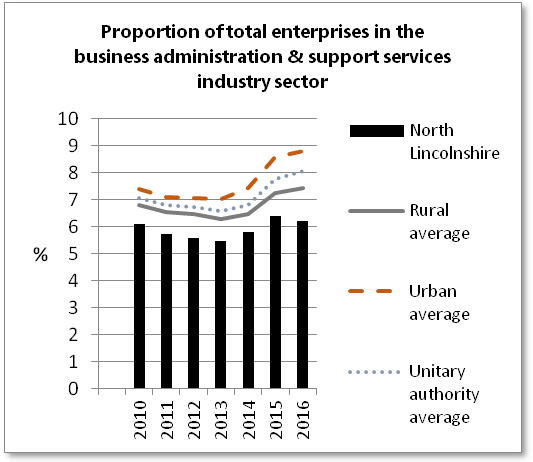 Proportion of total enterprises in the
business administration & support services
industry sector
10
9
8
7
6
5
4
3
2
1
0
%
2010
2011
2012
2013
2014
2015
2016
North
Lincolnshire
Rural
average
Urban
average
Unitary
authority
average